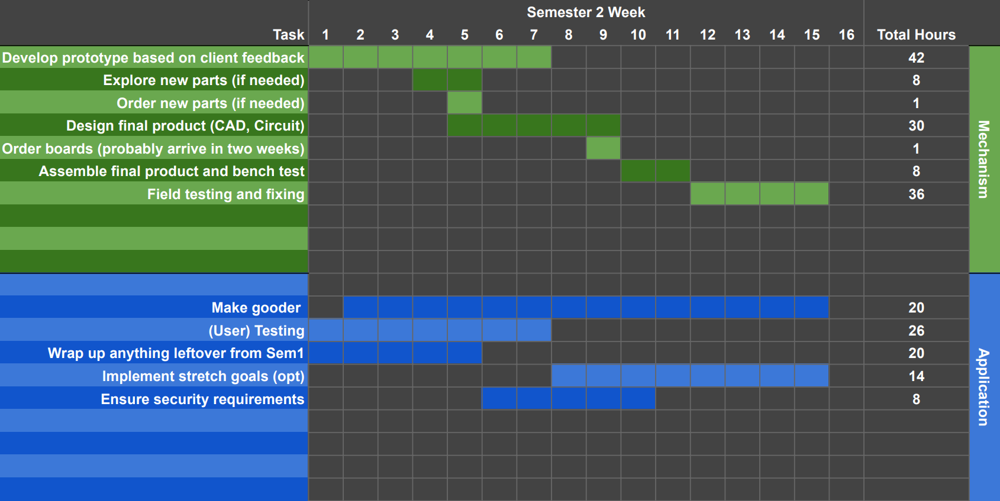 Semester 2 Week
Task 1 2 3 4 5 6 7 8 9 10 11 12 13 14 15 16 Total Hours
Develop prototype based on client feedback 42
Explore new parts (if needed) 8
Order new parts (if needed) 1
Design final product (CAD, Circuit) 30
Order boards (probably arrive in two weeks) 1
Assemble final product and bench test 8
Field testing and fixing 36
Mechanism
Make gooder 20
(User) Testing 26
Wrap up anything leftover from Sem1 20
Implement stretch goals (opt) 14
Ensure security requirements 8
Application